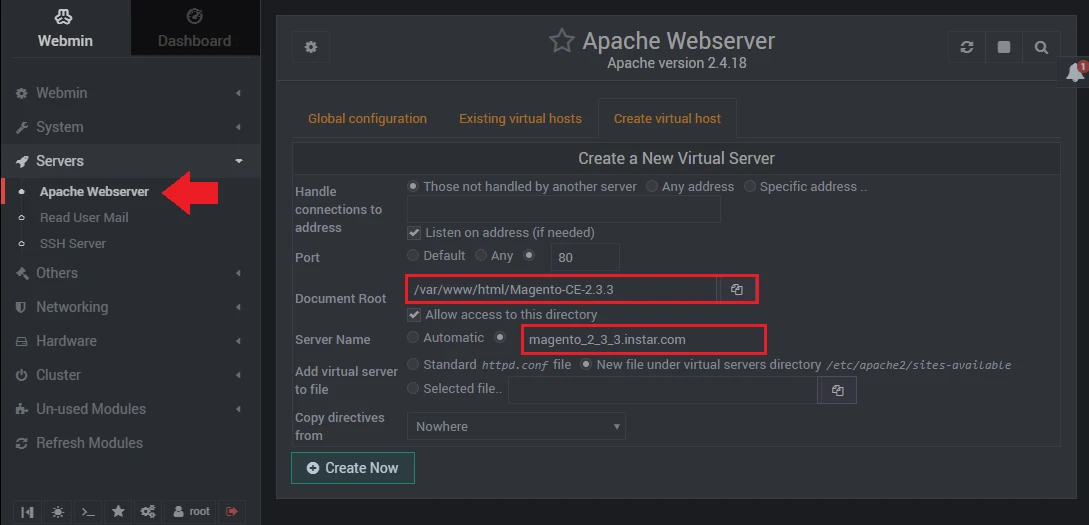 Webmin
Dashboard
Webmin
System
Servers
Apache Webserver
Read User Mail
SSH Server
Others
Networking
Hardware
Cluster
Un-used Modules
Refresh Modules
root
Apache Webserver
Apache version 2.4.18
1
Global configuration Existing virtual hosts Create virtual host
Create a New Virtual Server
Handle connections to address
Those not handled by another server Any address Specific address ..
Listen on address (if needed)
Port Default Any 80
Document Root /var/www/html/Magento-CE-2.3.3
Allow access to this directory
Server Name Automatic magento_2_3_3.instar.com
Add virtual server to file
Standard httpd.conf file New file under virtual servers directory /etc/apache2/sites-available
Selected file..
Copy directives from
Nowhere
Create Now